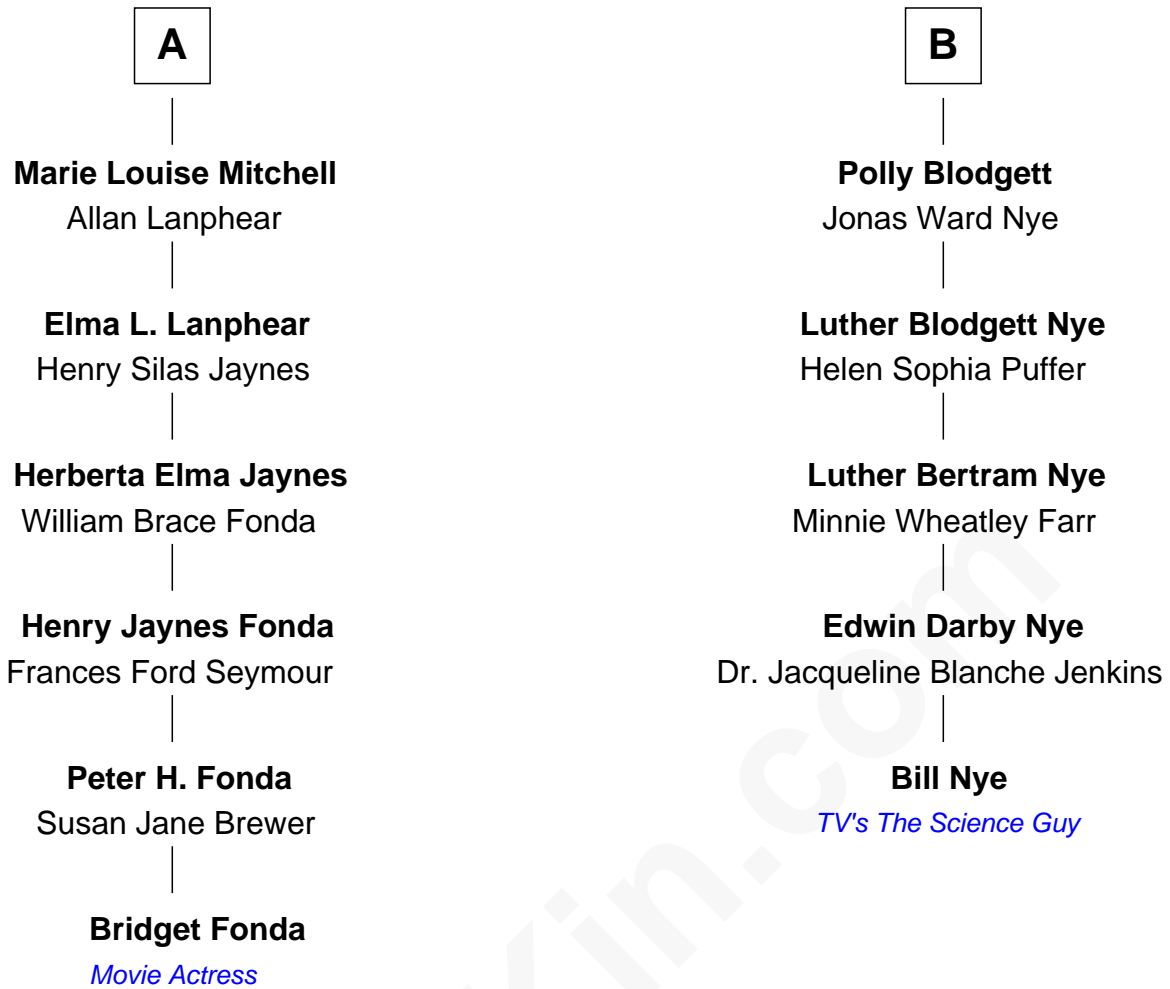 A
Marie Louise Mitchell
Allan Lanphear
Elma L. Lanphear
Henry Silas Jaynes
Herberta Elma Jaynes
William Brace Fonda
Henry Jaynes Fonda
Frances Ford Seymour
Peter H. Fonda
Susan Jane Brewer
Bridget Fonda
Movie Actress
B
Polly Blodgett
Jonas Ward Nye
Luther Blodgett Nye
Helen Sophia Puffer
Luther Bertram Nye
Minnie Wheatley Farr
Edwin Darby Nye
Dr. Jacqueline Blanche Jenkins
Bill Nye
TV's The Science Guy
Kin.com